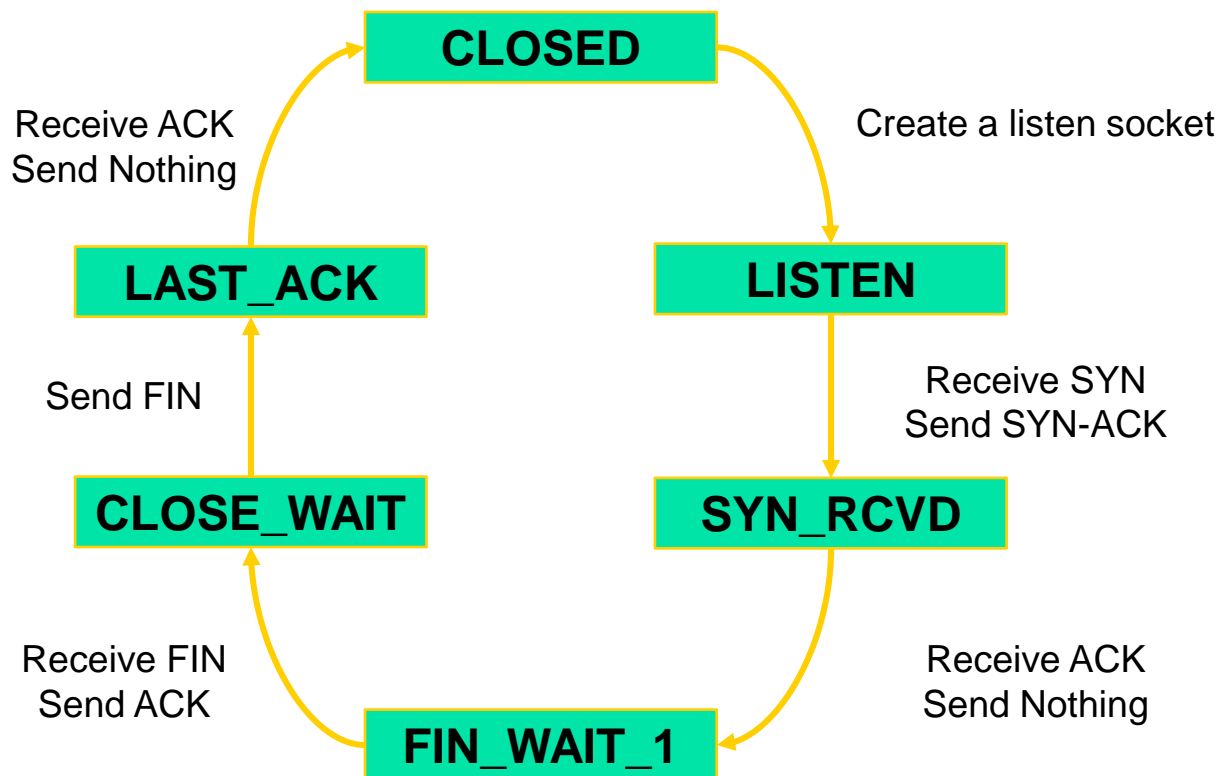 CLOSED
Create a listen socket
LISTEN
Receive SYN
Send SYN-ACK
SYN_RCVD
Receive ACK
Send Nothing
FIN_WAIT_1
Receive FIN
Send ACK
CLOSE_WAIT
Send FIN
LAST_ACK
Receive ACK
Send Nothing